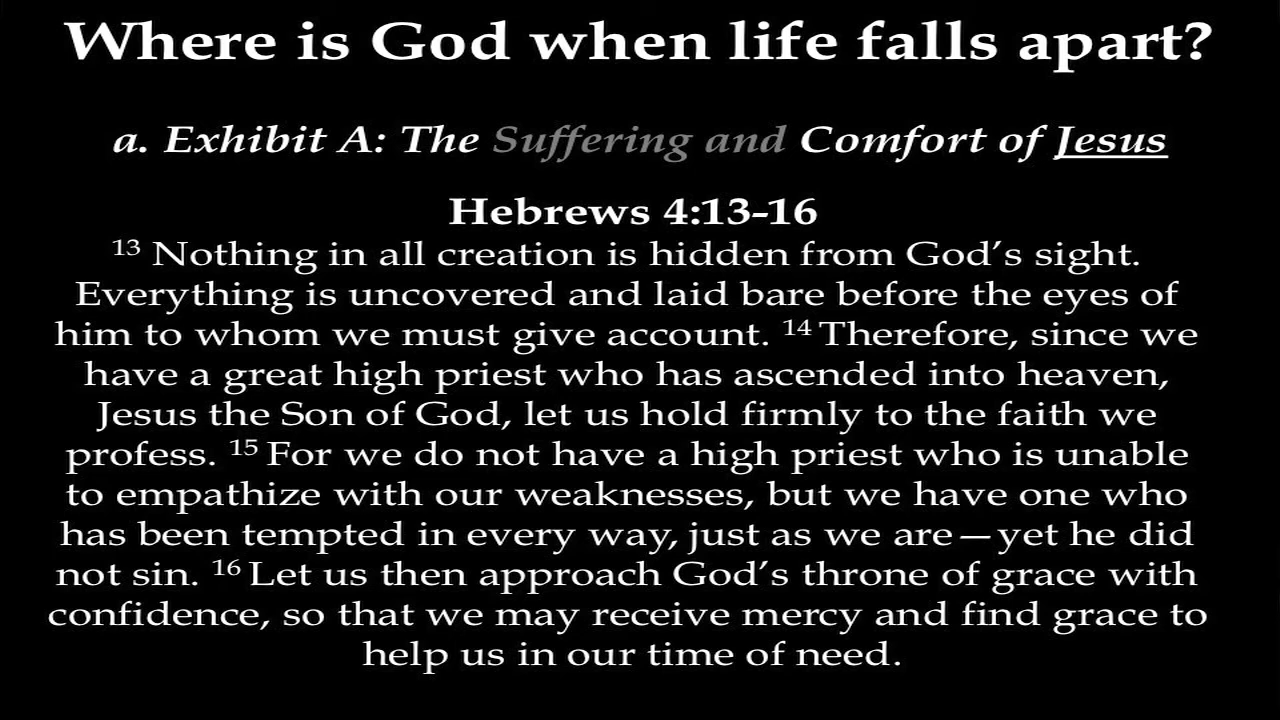 Where is God when life falls apart?
a. Exhibit A: The Suffering and Comfort of Jesus
Hebrews 4:13-16
¹³ Nothing in all creation is hidden from God’s sight.
Everything is uncovered and laid bare before the eyes of
him to whom we must give account. ¹⁴ Therefore, since we
have a great high priest who has ascended into heaven,
Jesus the Son of God, let us hold firmly to the faith we
profess. ¹⁵ For we do not have a high priest who is unable
to empathize with our weaknesses, but we have one who
has been tempted in every way, just as we are—yet he did
not sin. ¹⁶ Let us then approach God’s throne of grace with
confidence, so that we may receive mercy and find grace to
help us in our time of need.